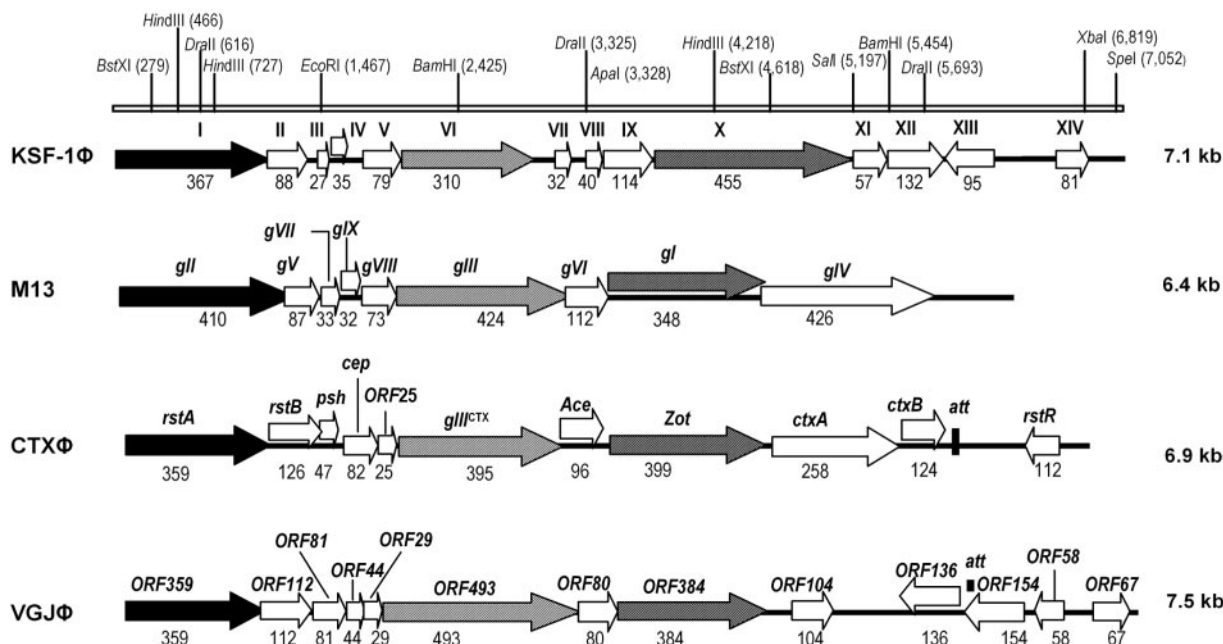 HindIII (466)
DraII (616)
DraII (3,325)
HindIII (4,218)
BamHI (5,454)
XbaI (6,819)
BstXI (279)
HindIII (727)
EcoRI (1,467)
BamHI (2,425)
ApaI (3,328)
BstXI (4,618)
SalI (5,197)
DraII (5,693)
SpeI (7,052)
I II III IV V VI VII VIII IX X XI XII XIII XIV
KSF-1Φ 7.1 kb
367 88 27 35 79 310 32 40 114 455 57 132 95 81
gVII gIX
gII gV gVIII gIII gVI gI gIV
M13 6.4 kb
410 87 33 32 73 424 112 348 426
cep
rstA rstB psh ORF25 gIIICTX Ace Zot ctxA ctxB att rstR
CTXΦ 6.9 kb
359 126 47 82 25 395 96 399 258 124 112
ORF81 ORF29
ORF359 ORF112 ORF44 ORF493 ORF80 ORF384 ORF104 ORF136 att ORF154 ORF58 ORF67
VGJΦ 7.5 kb
359 112 81 44 29 493 80 384 104 136 154 58 67